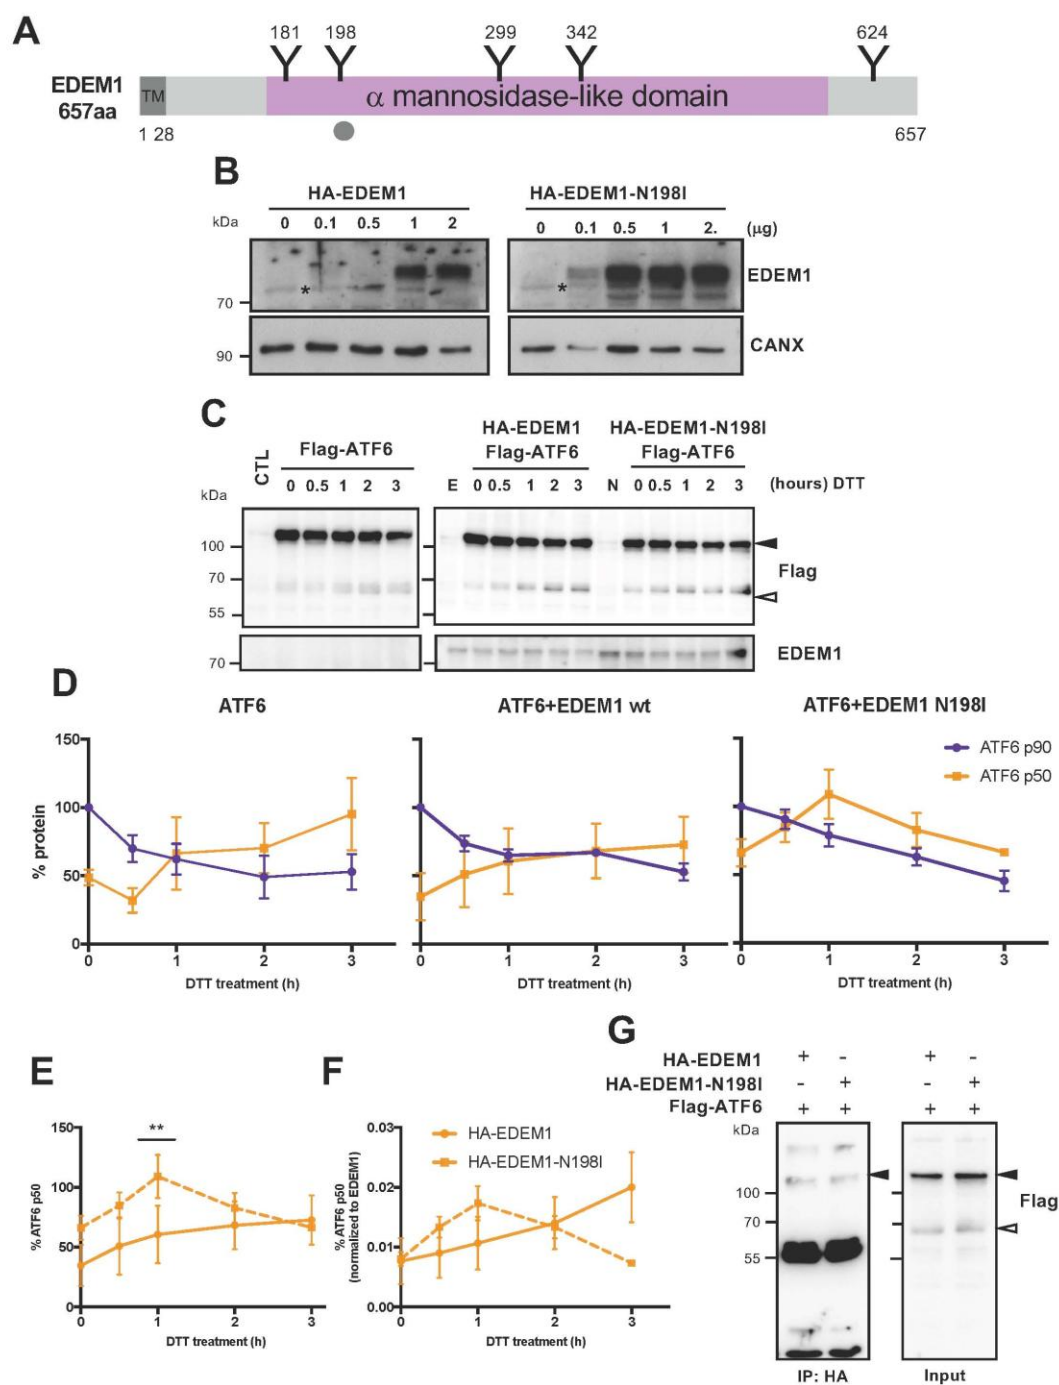 A
181 198 299 342 624
EDEM1
657aa
TM
α mannosidase-like domain
1 28 657
B
HA-EDEM1 HA-EDEM1-N198I
kDa 0 0.1 0.5 1 2 0 0.1 0.5 1 2. (μg)
* * EDEM1
70
90 CANX
C
CTL Flag-ATF6 HA-EDEM1 Flag-ATF6 HA-EDEM1-N198I Flag-ATF6
kDa 0 0.5 1 2 3 E 0 0.5 1 2 3 N 0 0.5 1 2 3 (hours) DTT
100
70 Flag
55
70 EDEM1
D
ATF6 ATF6+EDEM1 wt ATF6+EDEM1 N198I
150
ATF6 p90
ATF6 p50
100
% protein
50
0
0 1 2 3 0 1 2 3 0 1 2 3
DTT treatment (h) DTT treatment (h) DTT treatment (h)
E
150
**
100
% ATF6 p50
50
0
0 1 2 3
DTT treatment (h)
F
0.03
HA-EDEM1
HA-EDEM1-N198I
0.02
% ATF6 p50
(normalized to EDEM1)
0.01
0.00
0 1 2 3
DTT treatment (h)
G
HA-EDEM1 + - + -
HA-EDEM1-N198I - + - +
Flag-ATF6 + + + +
kDa
100 Flag
70
55
IP: HA Input